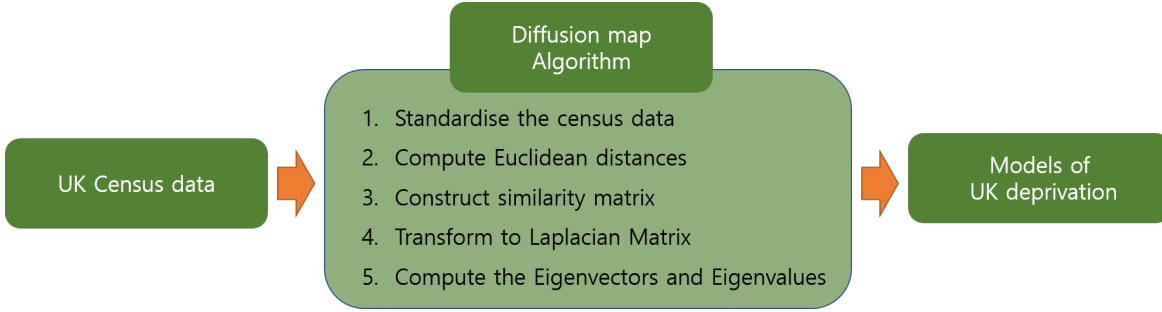 Diffusion map
Algorithm
UK Census data
1. Standardise the census data
2. Compute Euclidean distances
3. Construct similarity matrix
4. Transform to Laplacian Matrix
5. Compute the Eigenvectors and Eigenvalues
Models of
UK deprivation